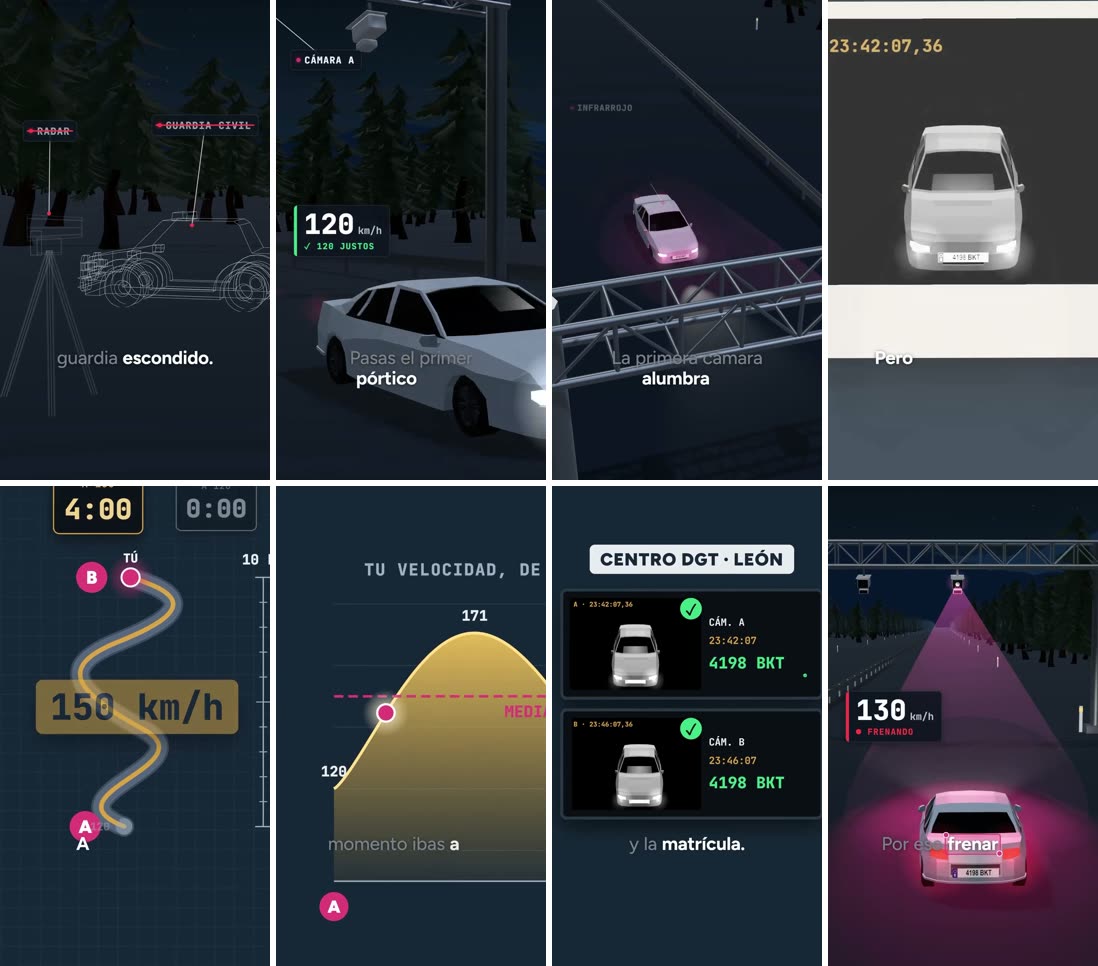 RADAR
GUARDIA CIVIL
guardia escondido.
CÁMARA A
120 km/h
✓ 120 JUSTOS
Pasas el primer
pórtico
INFRARROJO
La primera cámara
alumbra
23:42:07,36
4198 BKT
Pero
4:00
0:00
TÚ
B
10
150 km/h
A
120
A
TU VELOCIDAD, DE
171
MEDIA
120
momento ibas a
A
CENTRO DGT · LEÓN
A · 23:42:07,36
CÁM. A
23:42:07
4198 BKT
B · 23:46:07,36
CÁM. B
23:46:07
4198 BKT
y la matrícula.
130 km/h
FRENANDO
Por eso frenar
4198 BKT